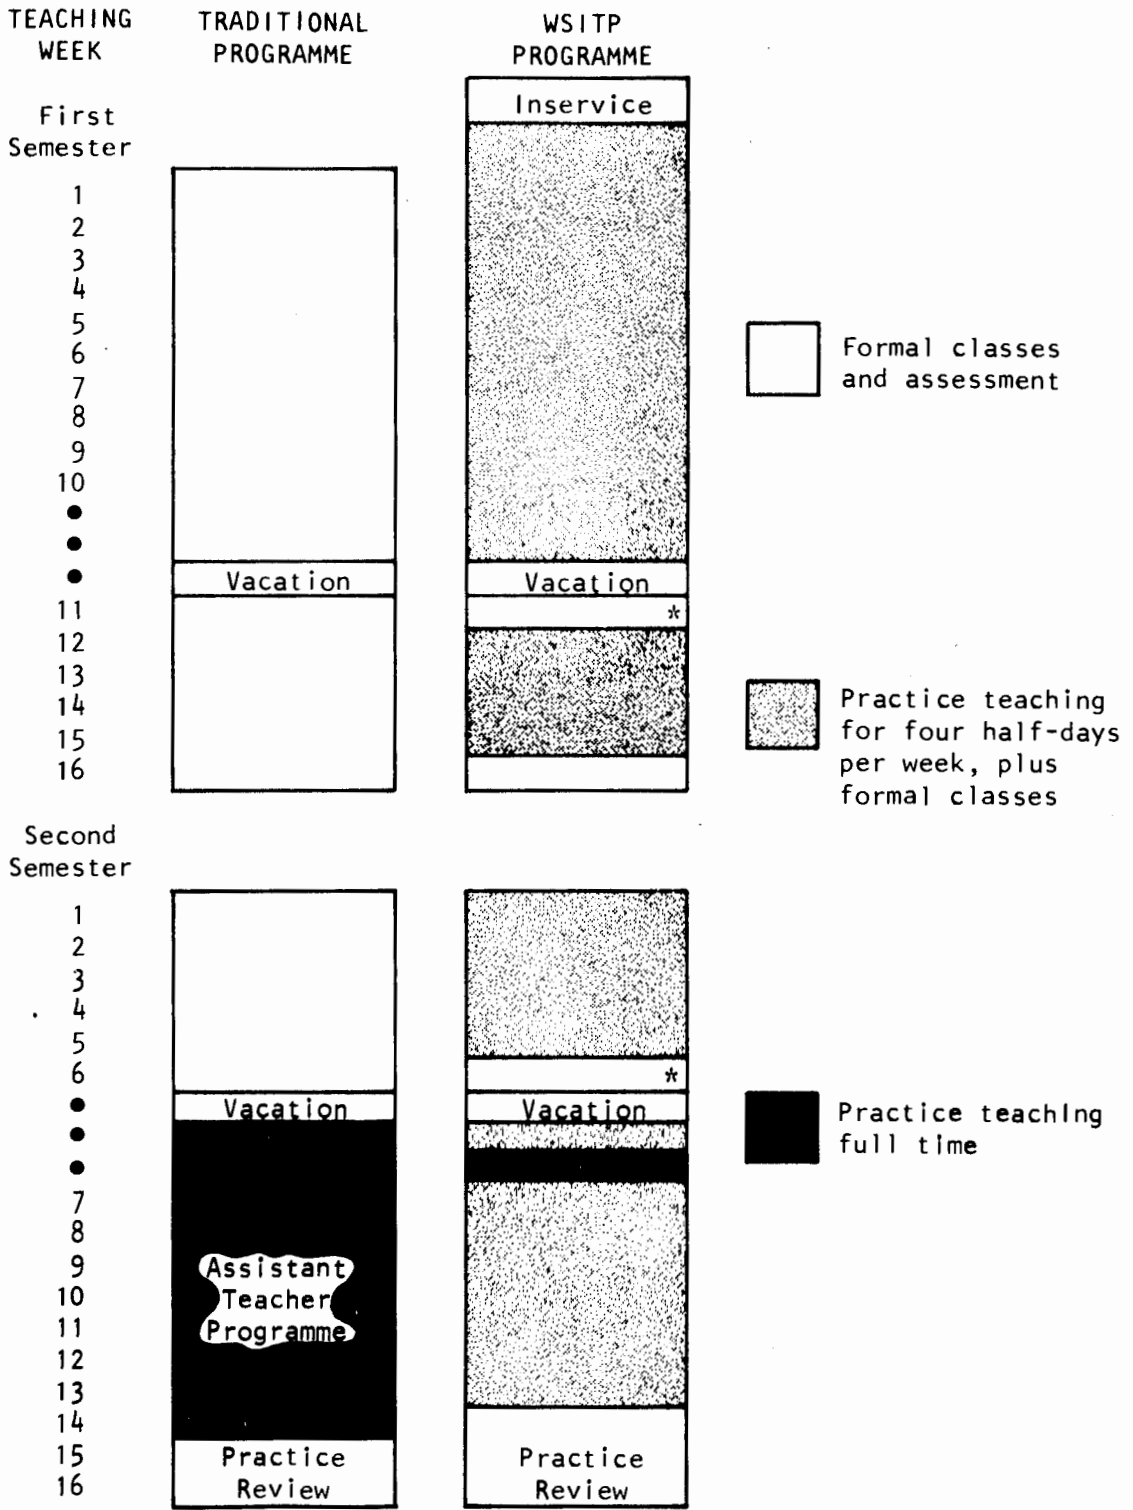 TEACHING WEEK
TRADITIONAL PROGRAMME
WSITP PROGRAMME
First
Semester
Inservice
1
2
3
4
5
6
7
8
9
10
●
●
●
Vacation
Vacation
11
*
12
13
14
15
16
Formal classes
and assessment
Practice teaching
for four half-days
per week, plus
formal classes
Second
Semester
1
2
3
4
5
6
*
●
Vacation
Vacation
●
●
7
8
9
10
11
12
13
14
15
16
Assistant
Teacher
Programme
Practice
Review
Practice
Review
Practice teaching
full time